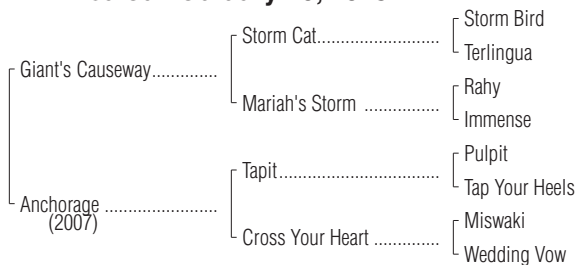 Storm Bird
Storm Cat
Terlingua
Giant's Causeway
Rahy
Mariah's Storm
Immense
Pulpit
Tapit
Tap Your Heels
Anchorage
(2007)
Miswaki
Cross Your Heart
Wedding Vow